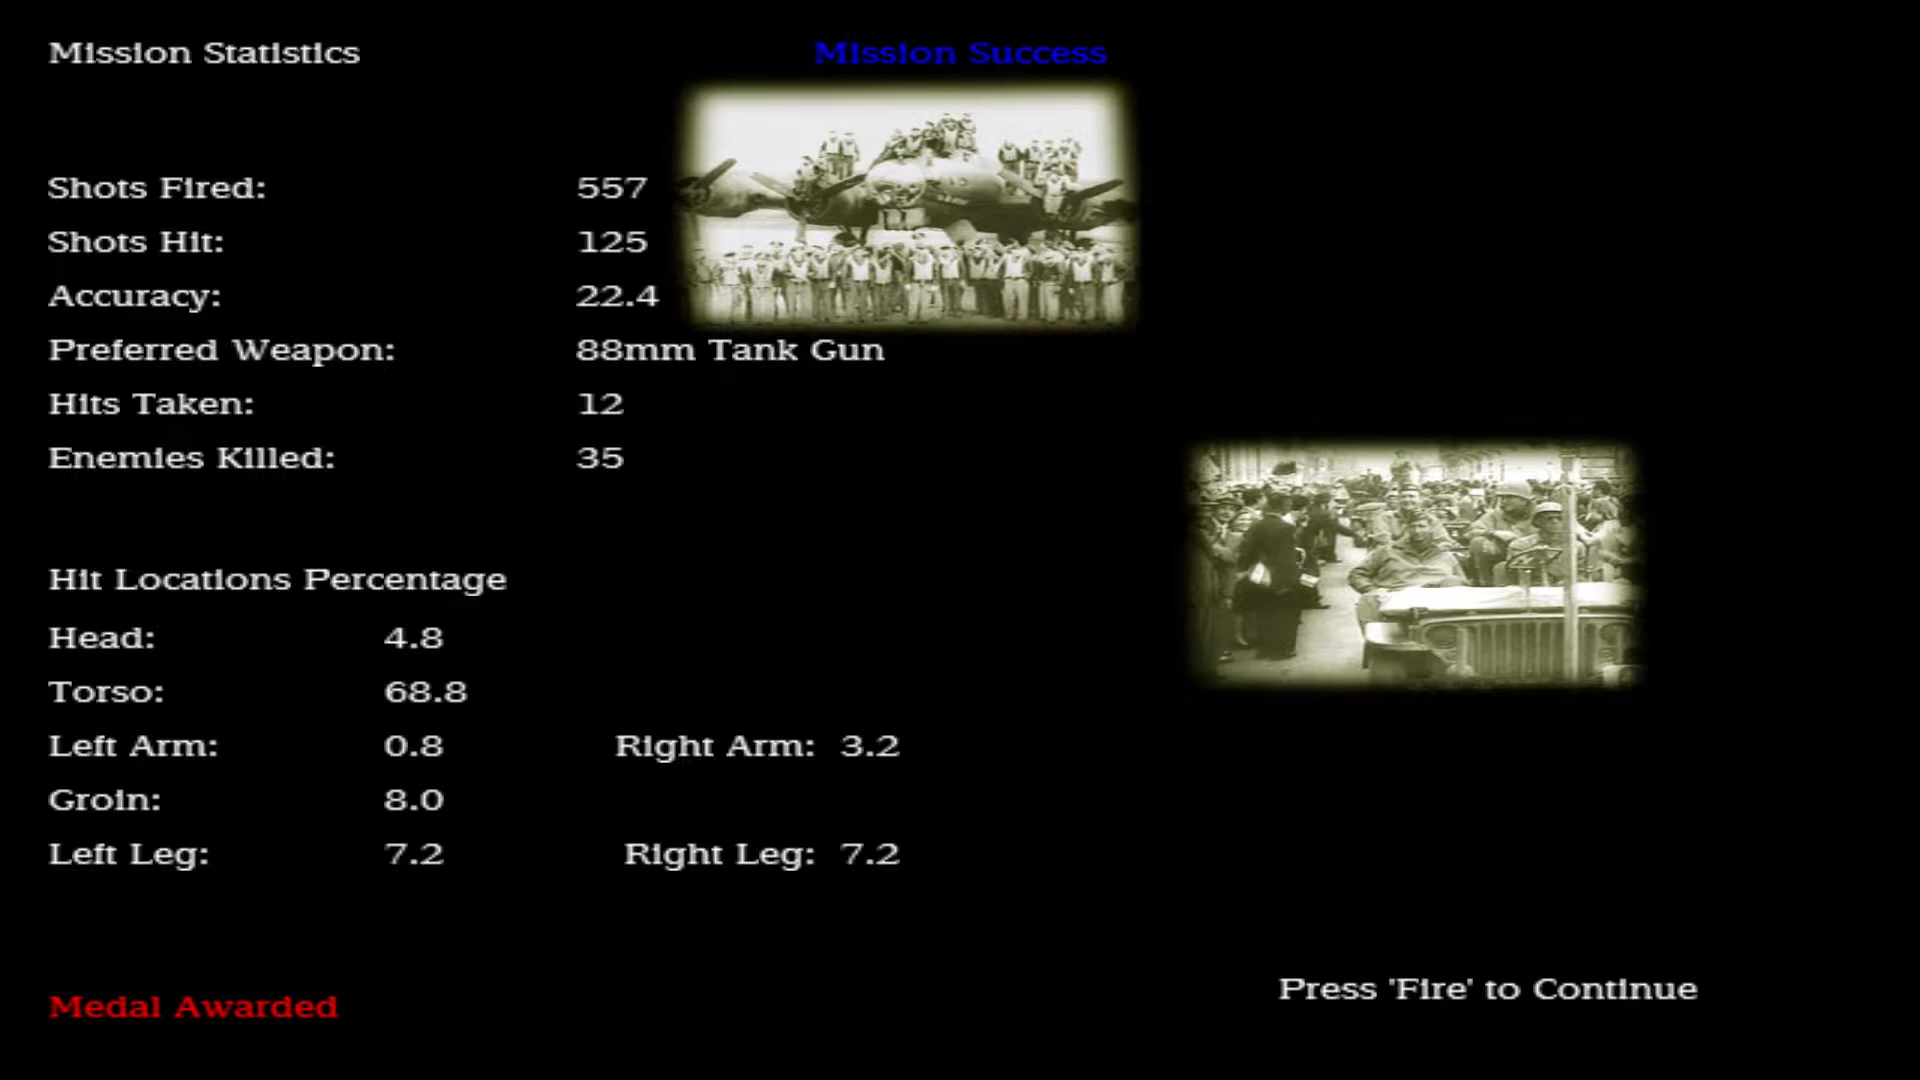 Mission Statistics
Mission Success
Shots Fired: 557
Shots Hit: 125
Accuracy: 22.4
Preferred Weapon: 88mm Tank Gun
Hits Taken: 12
Enemies Killed: 35
Hit Locations Percentage
Head: 4.8
Torso: 68.8
Left Arm: 0.8 Right Arm: 3.2
Groin: 8.0
Left Leg: 7.2 Right Leg: 7.2
Press 'Fire' to Continue
Medal Awarded